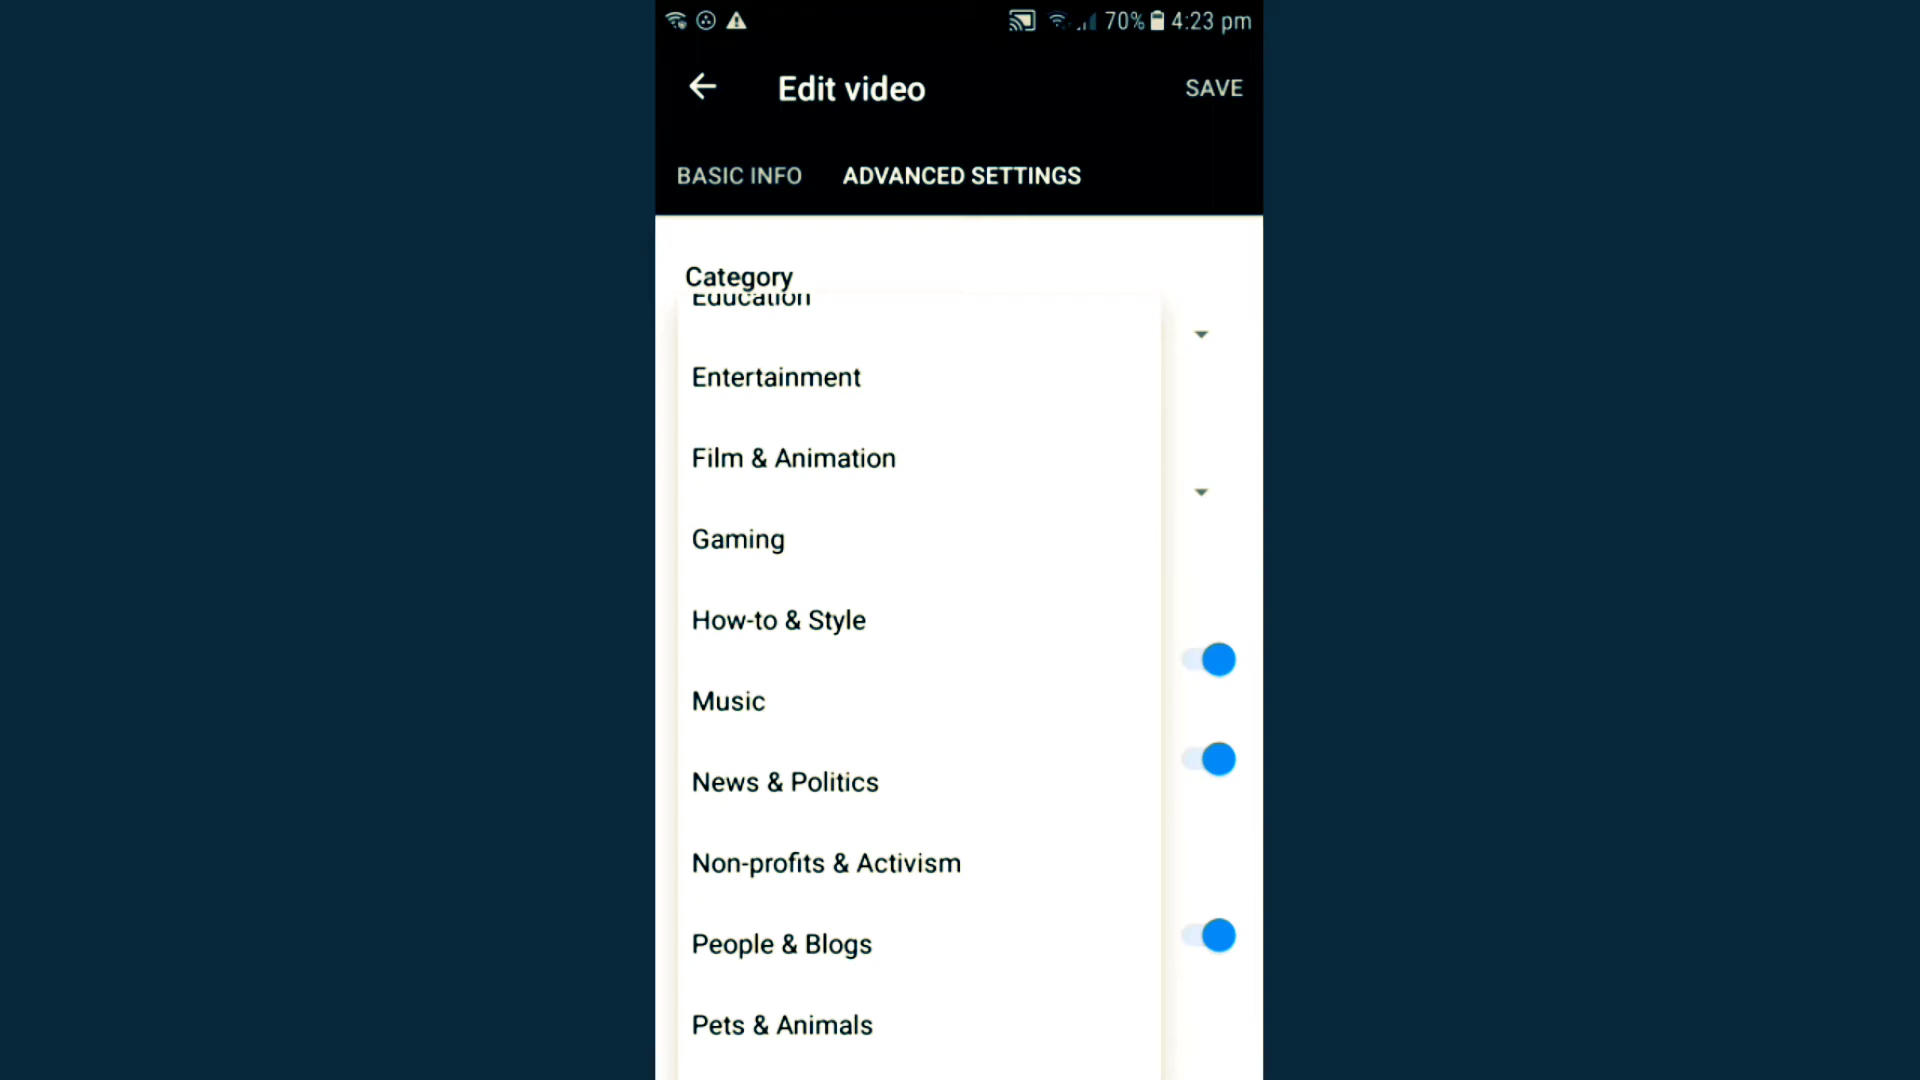 70% 4:23 pm
Edit video
SAVE
BASIC INFO
ADVANCED SETTINGS
Category
Education
Entertainment
Film & Animation
Gaming
How-to & Style
Music
News & Politics
Non-profits & Activism
People & Blogs
Pets & Animals